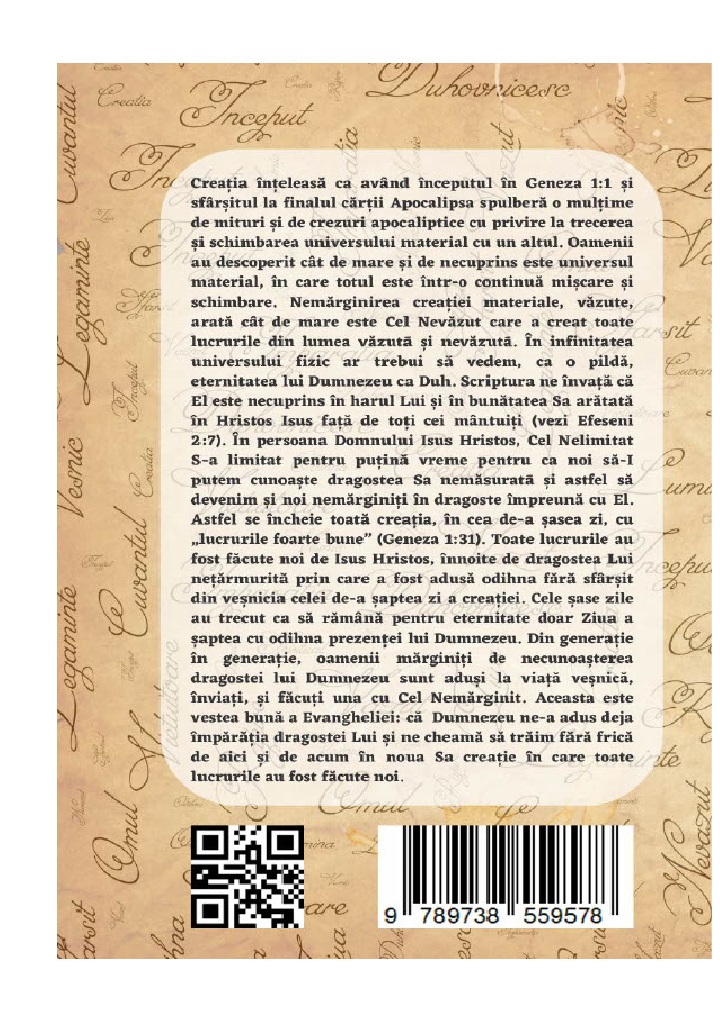 Duhovnicesc
Creatia
Inceput
Cuvantul
Legaminte
Creația înțeleasă ca având începutul în Geneza 1:1 și
sfârșitul la finalul cărții Apocalipsa spulberă o mulțime
de mituri și de crezuri apocaliptice cu privire la trecerea
și schimbarea universului material cu un altul. Oamenii
au descoperit cât de mare și de necuprins este universul
material, în care totul este într-o continuă mișcare și
schimbare. Nemărginirea creației materiale, văzute,
arată cât de mare este Cel Nevăzut care a creat toate
lucrurile din lumea văzută și nevăzută. În infinitatea
universului fizic ar trebui să vedem, ca o pildă,
eternitatea lui Dumnezeu ca Duh. Scriptura ne învață că
El este necuprins în harul Lui și în bunătatea Sa arătată
în Hristos Isus față de toți cei mântuiți (vezi Efeseni
2:7). În persoana Domnului Isus Hristos, Cel Nelimitat
S-a limitat pentru puțină vreme pentru ca noi să-I
putem cunoaște dragostea Sa nemăsurată și astfel să
devenim și noi nemărginiți în dragoste împreună cu El.
Astfel se încheie toată creația, în cea de-a șasea zi, cu
„lucrurile foarte bune” (Geneza 1:31). Toate lucrurile au
fost făcute noi de Isus Hristos, înnoite de dragostea Lui
nețărmurită prin care a fost adusă odihna fără sfârșit
din veșnicia celei de-a șaptea zi a creației. Cele șase zile
au trecut ca să rămână pentru eternitate doar Ziua a
șaptea cu odihna prezenței lui Dumnezeu. Din generație
în generație, oamenii mărginiți de necunoașterea
dragostei lui Dumnezeu sunt aduși la viață veșnică,
înviați, și făcuți una cu Cel Nemărginit. Aceasta este
vestea bună a Evangheliei: că Dumnezeu ne-a adus deja
împărăția dragostei Lui și ne cheamă să trăim fără frică
de aici și de acum în noua Sa creație în care toate
lucrurile au fost făcute noi.
Vesnic
Cuvantul
Creatia
Legaminte
Omul
Nevazut
9 789738 559578